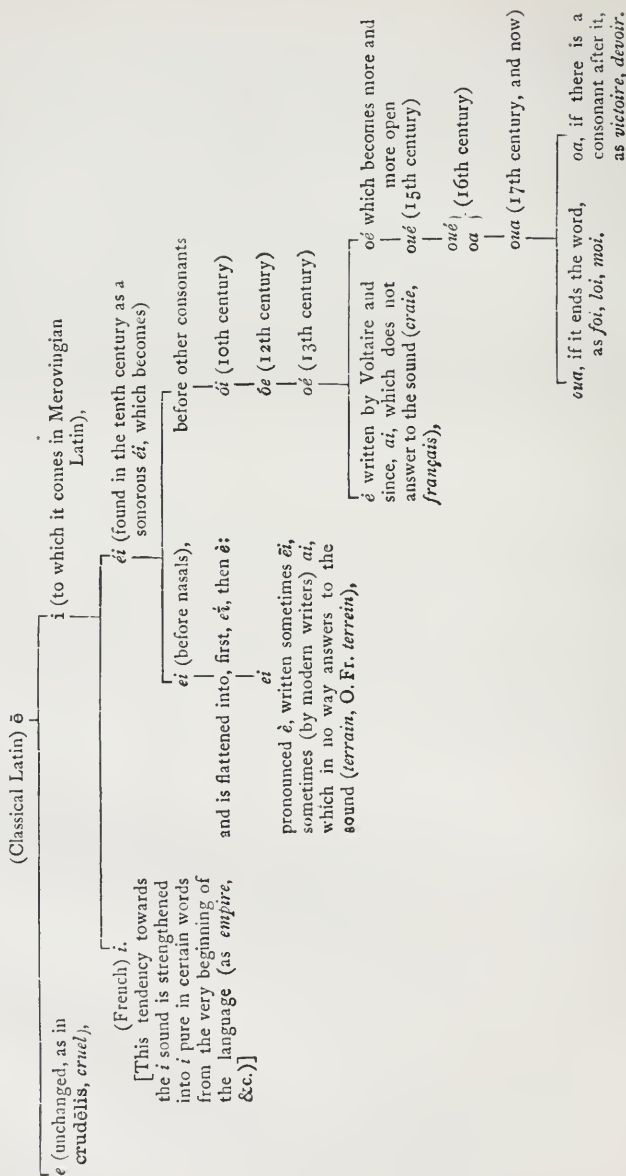 (Classical Latin) ē
e (unchanged, as in
crudēlis, cruel),
i (to which it comes in Merovingian
Latin),
(French) i.
[This tendency towards
the i sound is strengthened
into i pure in certain words
from the very beginning of
the language (as empire,
&c.)]
éi (found in the tenth century as a
sonorous éi, which becomes)
ei (before nasals),
and is flattened into, first, eĭ, then è:
ei
pronounced è, written sometimes ēi,
sometimes (by modern writers) ai,
which in no way answers to the
sound (terrain, O. Fr. terrein),
before other consonants
ói (10th century)
ōe (12th century)
oé (13th century)
è written by Voltaire and
since, ai, which does not
answer to the sound (craie,
français),
oé which becomes more and
more open
oué (15th century)
oué } (16th century)
oa
oua (17th century, and now)
oua, if it ends the word,
as foi, loi, moi.
oa, if there is a
consonant after it,
as victoire, devoir.